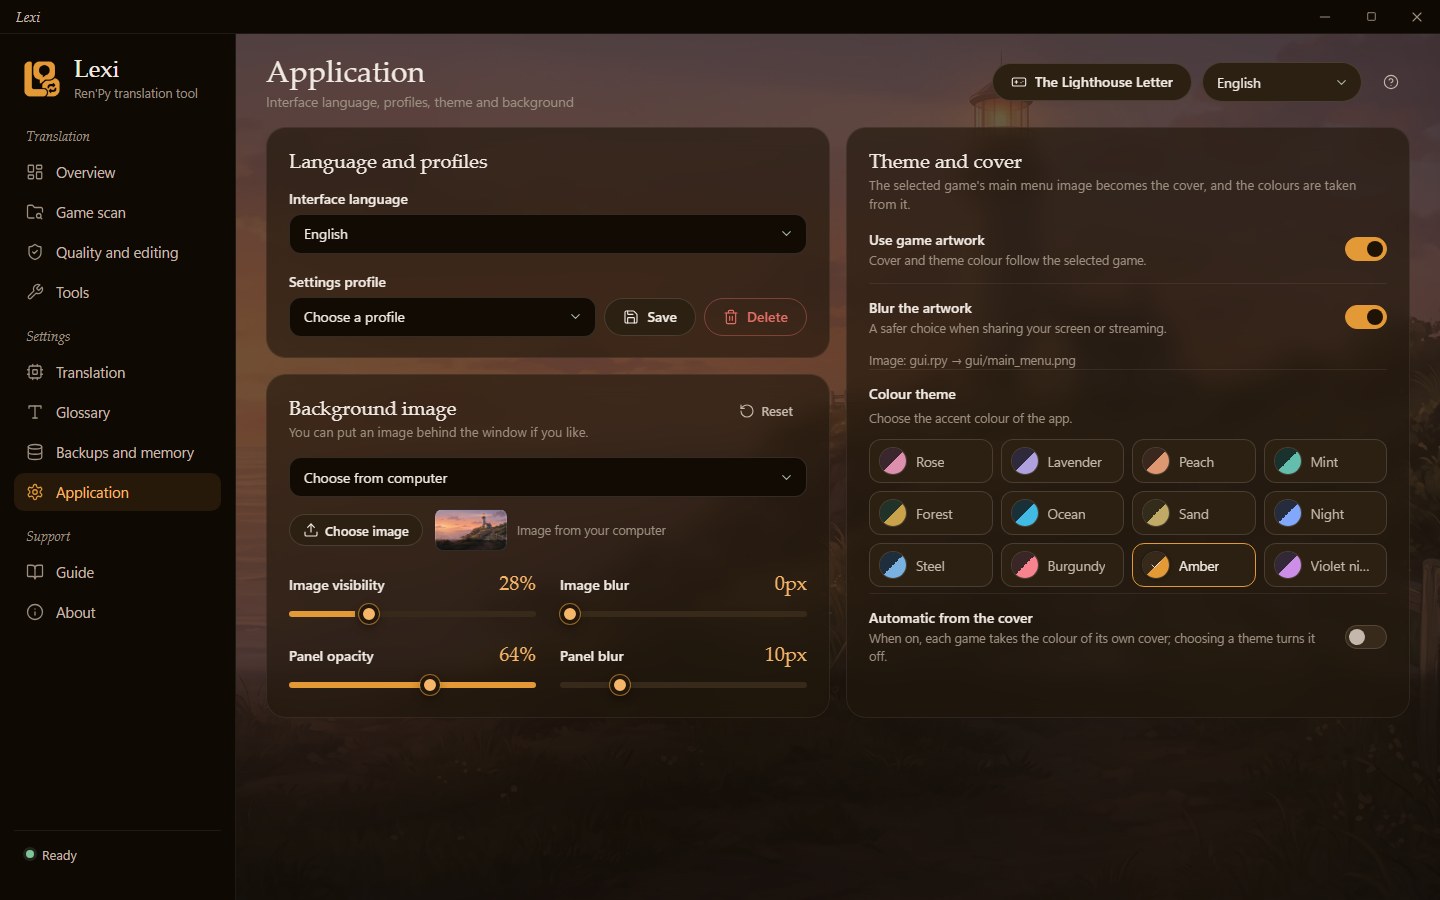 Lexi
Lexi
Ren'Py translation tool
Translation
Overview
Game scan
Quality and editing
Tools
Settings
Translation
Glossary
Backups and memory
Application
Support
Guide
About
Ready
Application
Interface language, profiles, theme and background
The Lighthouse Letter
English
Language and profiles
Interface language
English
Settings profile
Choose a profile
Save
Delete
Background image
Reset
You can put an image behind the window if you like.
Choose from computer
Choose image
Image from your computer
Image visibility
28%
Image blur
0px
Panel opacity
64%
Panel blur
10px
Theme and cover
The selected game's main menu image becomes the cover, and the colours are taken
from it.
Use game artwork
Cover and theme colour follow the selected game.
Blur the artwork
A safer choice when sharing your screen or streaming.
Image: gui.rpy → gui/main_menu.png
Colour theme
Choose the accent colour of the app.
Rose
Lavender
Peach
Mint
Forest
Ocean
Sand
Night
Steel
Burgundy
Amber
Violet ni...
Automatic from the cover
When on, each game takes the colour of its own cover; choosing a theme turns it
off.